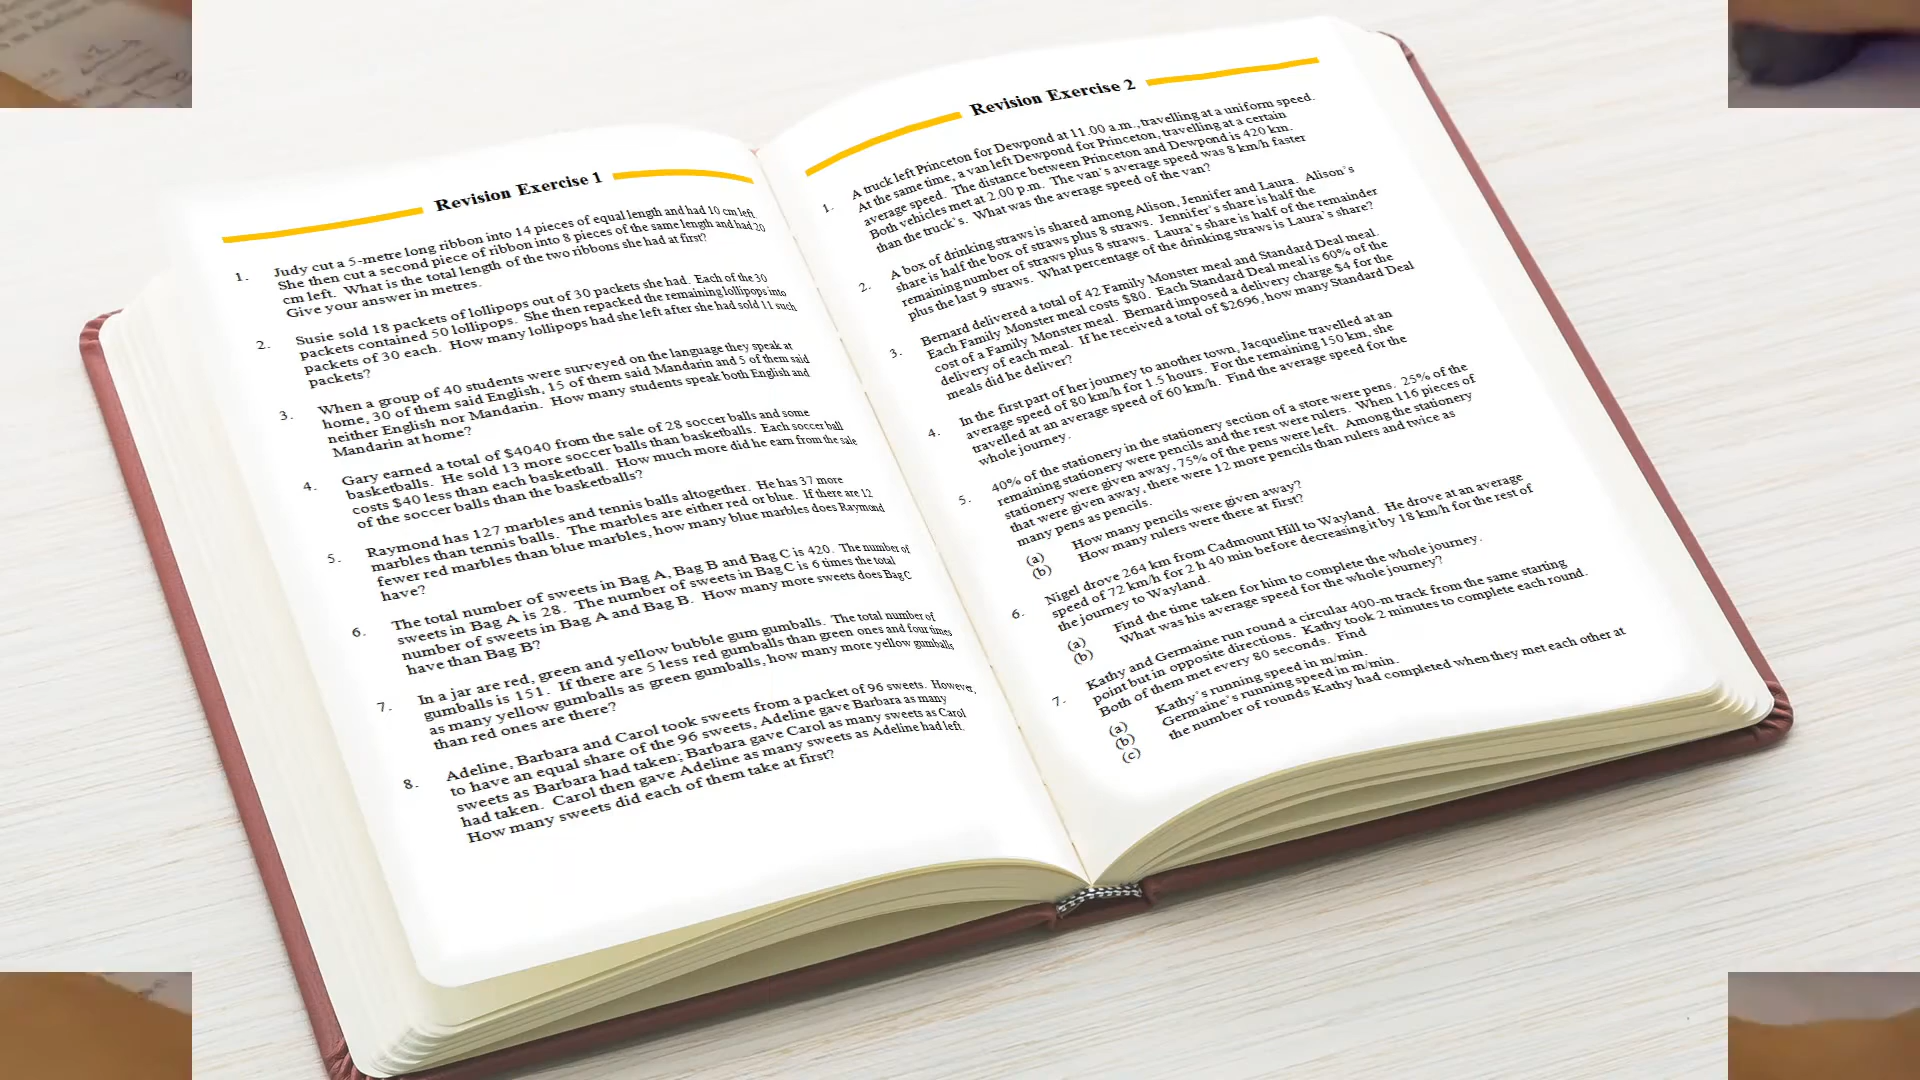 Revision Exercise 1
1. Judy cut a 5-metre long ribbon into 14 pieces of equal length and had 10 cm left.
She then cut a second piece of ribbon into 8 pieces of the same length and had 20
cm left. What is the total length of the two ribbons she had at first?
Give your answer in metres.
2. Susie sold 18 packets of lollipops out of 30 packets she had. Each of the 30
packets contained 50 lollipops. She then repacked the remaining lollipops into
packets of 30 each. How many lollipops had she left after she had sold 11 such
packets?
3. When a group of 40 students were surveyed on the language they speak at
home, 30 of them said English, 15 of them said Mandarin and 5 of them said
neither English nor Mandarin. How many students speak both English and
Mandarin at home?
4. Gary earned a total of $4040 from the sale of 28 soccer balls and some
basketballs. He sold 13 more soccer balls than basketballs. Each soccer ball
costs $40 less than each basketball. How much more did he earn from the sale
of the soccer balls than the basketballs?
5. Raymond has 127 marbles and tennis balls altogether. He has 37 more
marbles than tennis balls. The marbles are either red or blue. If there are 12
fewer red marbles than blue marbles, how many blue marbles does Raymond
have?
6. The total number of sweets in Bag A, Bag B and Bag C is 420. The number of
sweets in Bag A is 28. The number of sweets in Bag C is 6 times the total
number of sweets in Bag A and Bag B. How many more sweets does Bag C
have than Bag B?
7. In a jar are red, green and yellow bubble gum gumballs. The total number of
gumballs is 151. If there are 5 less red gumballs than green ones and four times
as many yellow gumballs as green gumballs, how many more yellow gumballs
than red ones are there?
8. Adeline, Barbara and Carol took sweets from a packet of 96 sweets. However,
to have an equal share of the 96 sweets, Adeline gave Barbara as many
sweets as Barbara had taken; Barbara gave Carol as many sweets as Carol
had taken. Carol then gave Adeline as many sweets as Adeline had left.
How many sweets did each of them take at first?
Revision Exercise 2
1. A truck left Princeton for Dewpond at 11.00 a.m., travelling at a uniform speed.
At the same time, a van left Dewpond for Princeton, travelling at a certain
average speed. The distance between Princeton and Dewpond is 420 km.
Both vehicles met at 2.00 p.m. The van's average speed was 8 km/h faster
than the truck's. What was the average speed of the van?
2. A box of drinking straws is shared among Alison, Jennifer and Laura. Alison's
share is half the box of straws plus 8 straws. Jennifer's share is half the
remaining number of straws plus 8 straws. Laura's share is half of the remainder
plus the last 9 straws. What percentage of the drinking straws is Laura's share?
3. Bernard delivered a total of 42 Family Monster meal and Standard Deal meal.
Each Family Monster meal costs $80. Each Standard Deal meal is 60% of the
cost of a Family Monster meal. Bernard imposed a delivery charge $4 for the
delivery of each meal. If he received a total of $2696, how many Standard Deal
meals did he deliver?
4. In the first part of her journey to another town, Jacqueline travelled at an
average speed of 80 km/h for 1.5 hours. For the remaining 150 km, she
travelled at an average speed of 60 km/h. Find the average speed for the
whole journey.
5. 40% of the stationery in the stationery section of a store were pens. 25% of the
remaining stationery were pencils and the rest were rulers. When 116 pieces of
stationery were given away, 75% of the pens were left. Among the stationery
that were given away, there were 12 more pencils than rulers and twice as
many pens as pencils.
(a) How many pencils were given away?
(b) How many rulers were there at first?
6. Nigel drove 264 km from Cadmount Hill to Wayland. He drove at an average
speed of 72 km/h for 2 h 40 min before decreasing it by 18 km/h for the rest of
the journey to Wayland.
(a) Find the time taken for him to complete the whole journey.
(b) What was his average speed for the whole journey?
7. Kathy and Germaine run round a circular 400-m track from the same starting
point but in opposite directions. Kathy took 2 minutes to complete each round.
Both of them met every 80 seconds. Find
(a) Kathy's running speed in m/min.
(b) Germaine's running speed in m/min.
(c) the number of rounds Kathy had completed when they met each other at